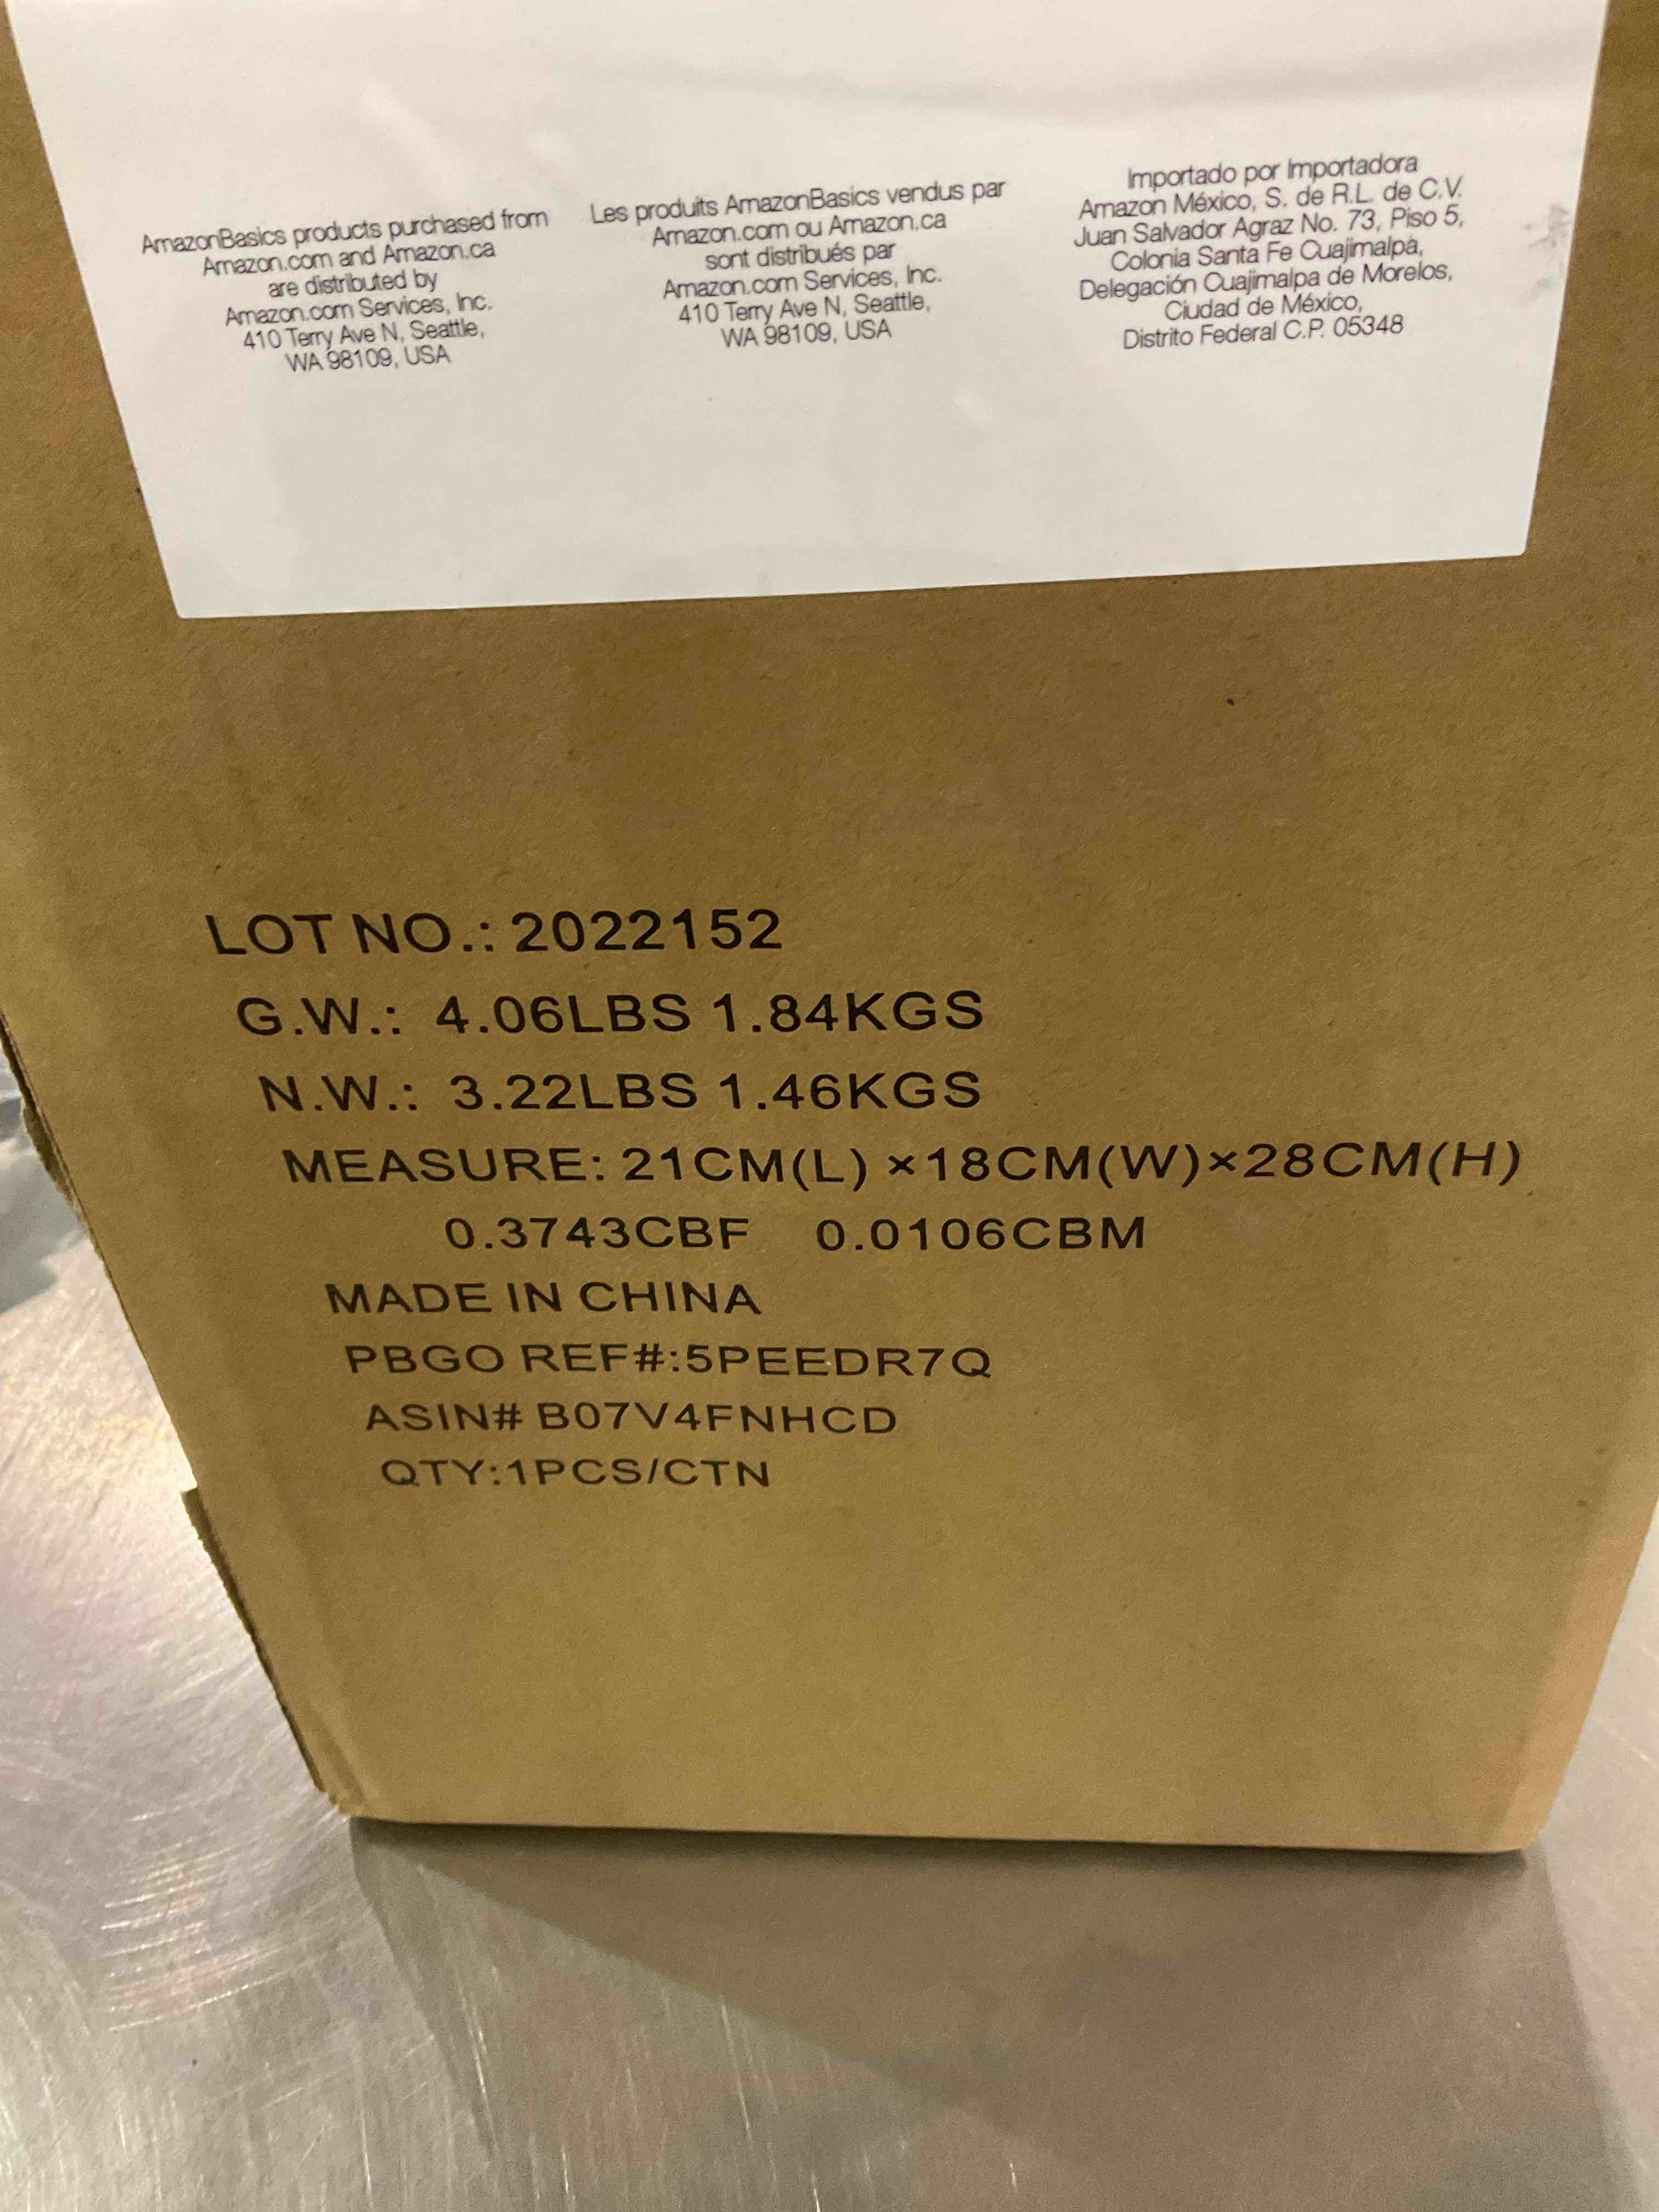 AmazonBasics products purchased from
Amazon.com and Amazon.ca
are distributed by
Amazon.com Services, Inc.
410 Terry Ave N, Seattle,
WA 98109, USA
Les produits AmazonBasics vendus par
Amazon.com ou Amazon.ca
sont distribués par
Amazon.com Services, Inc.
410 Terry Ave N, Seattle,
WA 98109, USA
Importado por Importadora
Amazon México, S. de R.L. de C.V.
Juan Salvador Agraz No. 73, Piso 5,
Colonia Santa Fe Cuajimalpa,
Delegación Cuajimalpa de Morelos,
Ciudad de México,
Distrito Federal C.P. 05348
LOT NO.: 2022152
G.W.: 4.06LBS 1.84KGS
N.W.: 3.22LBS 1.46KGS
MEASURE: 21CM(L) ×18CM(W)×28CM(H)
0.3743CBF 0.0106CBM
MADE IN CHINA
PBGO REF#:5PEEDR7Q
ASIN# B07V4FNHCD
QTY:1PCS/CTN